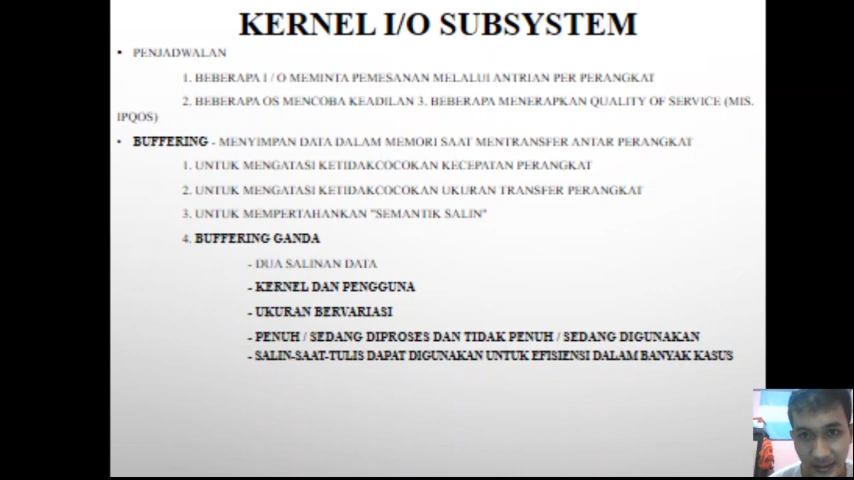 KERNEL I/O SUBSYSTEM
• PENJADWALAN
1. BEBERAPA I / O MEMINTA PEMESANAN MELALUI ANTRIAN PER PERANGKAT
2. BEBERAPA OS MENCOBA KEADILAN 3. BEBERAPA MENERAPKAN QUALITY OF SERVICE (MIS.
IPQOS)
• BUFFERING - MENYIMPAN DATA DALAM MEMORI SAAT MENTRANSFER ANTAR PERANGKAT
1. UNTUK MENGATASI KETIDAKCOCOKAN KECEPATAN PERANGKAT
2. UNTUK MENGATASI KETIDAKCOCOKAN UKURAN TRANSFER PERANGKAT
3. UNTUK MEMPERTAHANKAN "SEMANTIK SALIN"
4. BUFFERING GANDA
- DUA SALINAN DATA
- KERNEL DAN PENGGUNA
- UKURAN BERVARIASI
- PENUH / SEDANG DIPROSES DAN TIDAK PENUH / SEDANG DIGUNAKAN
- SALIN-SAAT-TULIS DAPAT DIGUNAKAN UNTUK EFISIENSI DALAM BANYAK KASUS